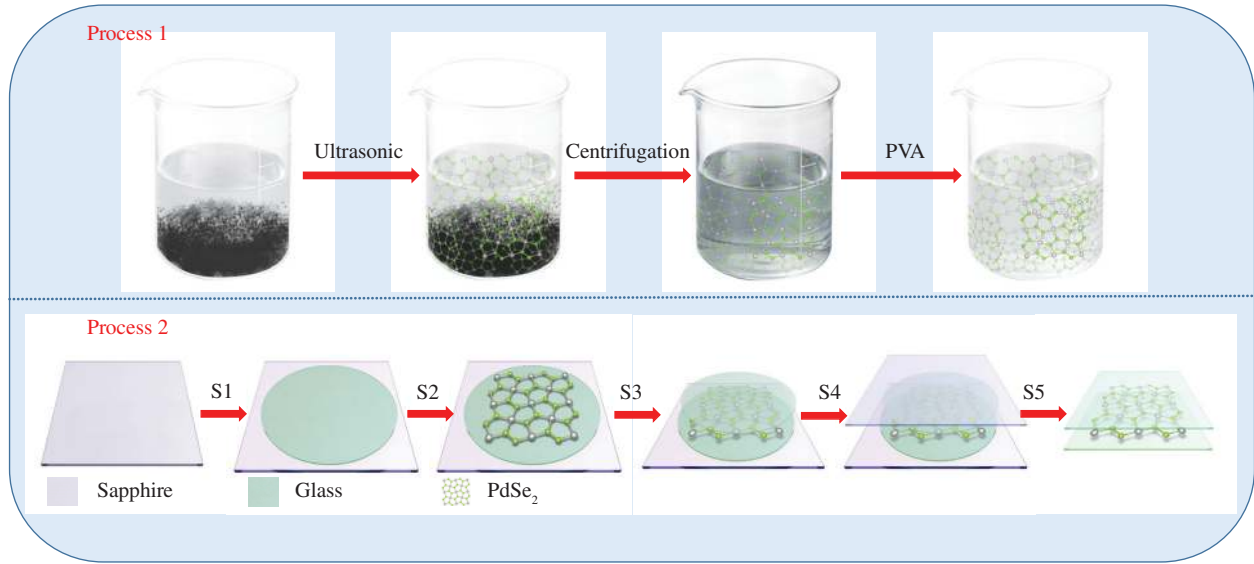 Process 1
Ultrasonic
Centrifugation
PVA
Process 2
S1
S2
S3
S4
S5
Sapphire
Glass
PdSe₂